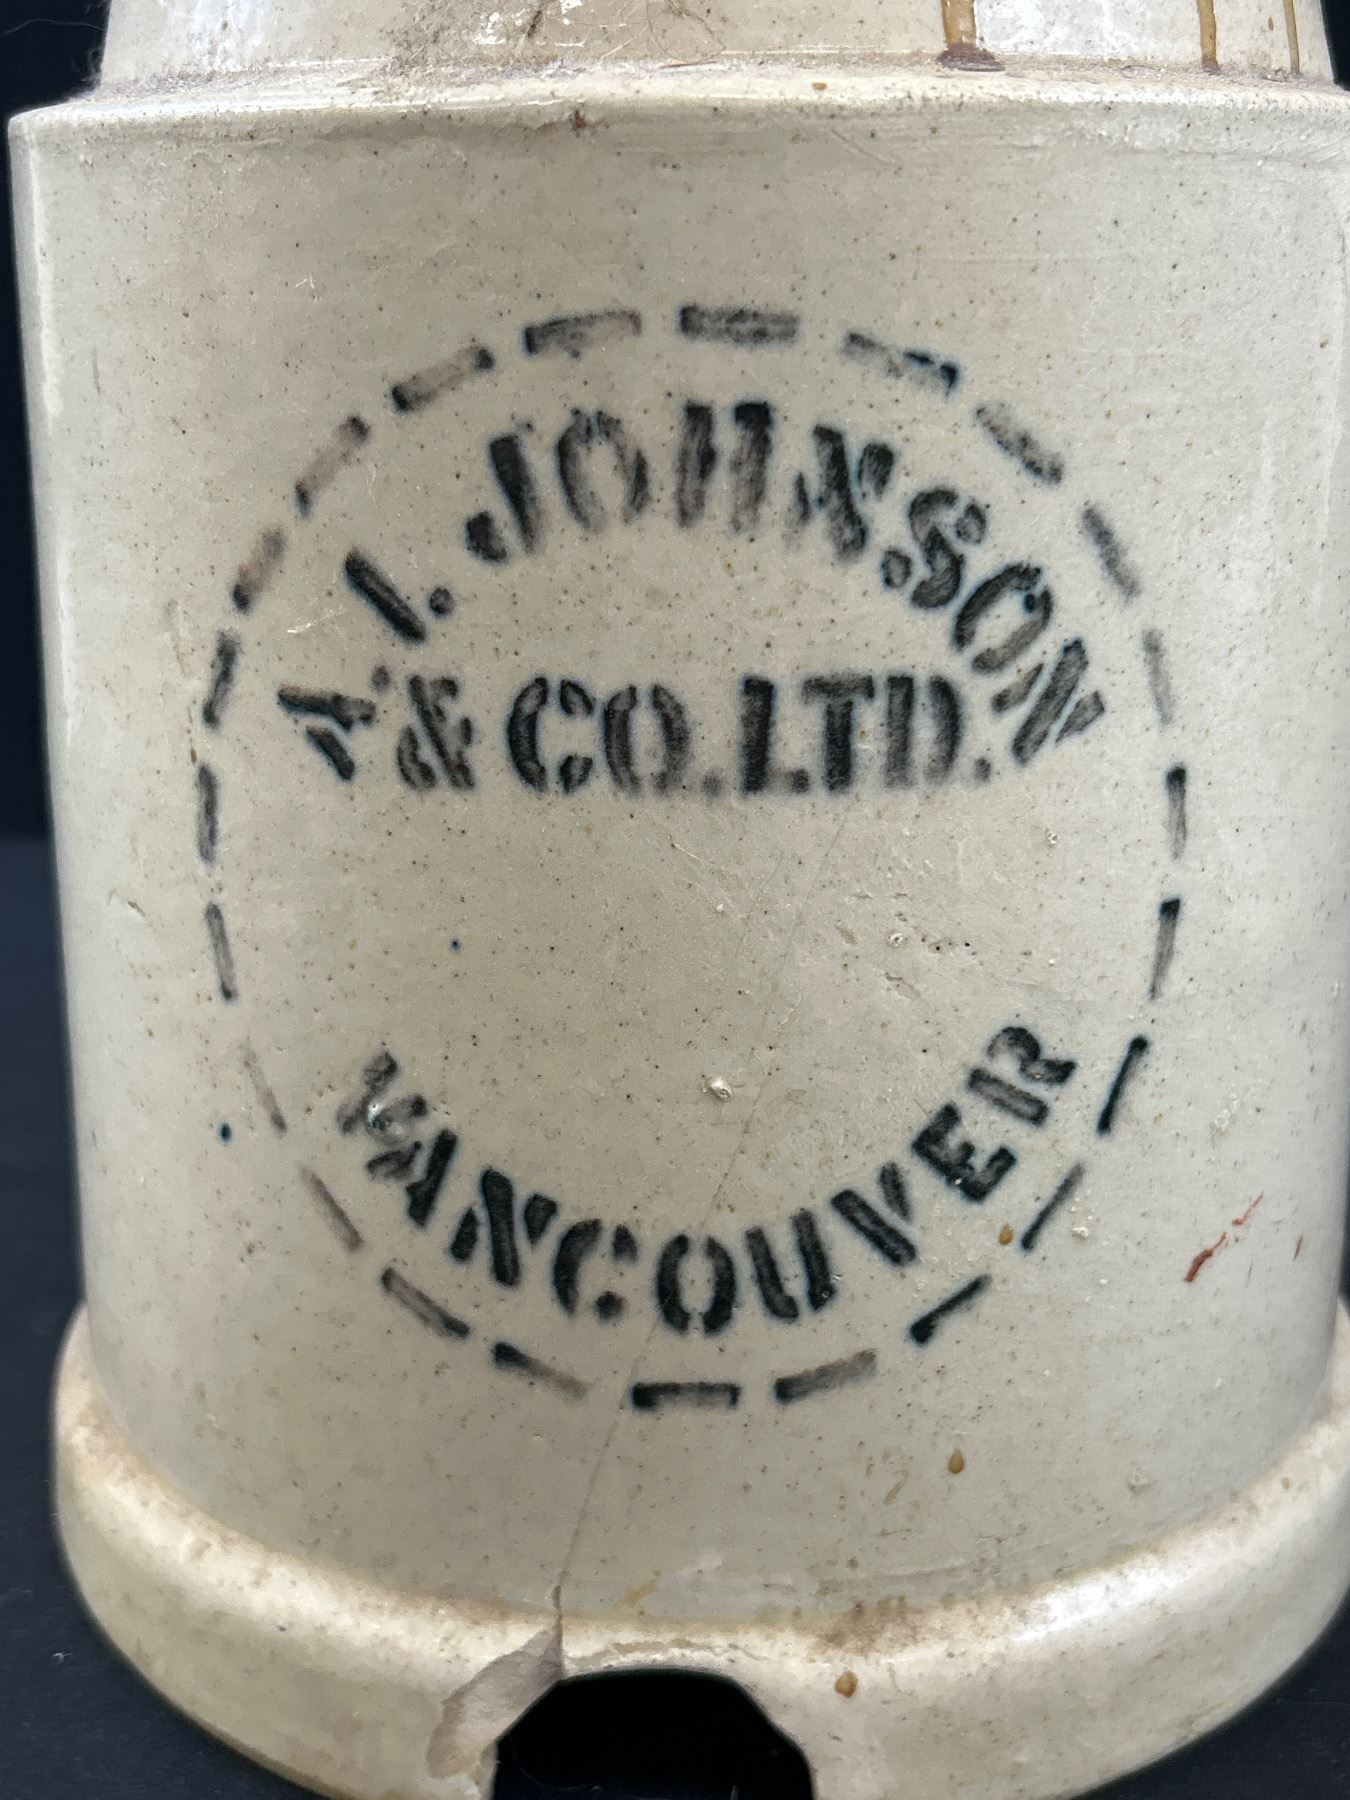 A. I. JOHNSON
& CO. LTD.
VANCOUVER